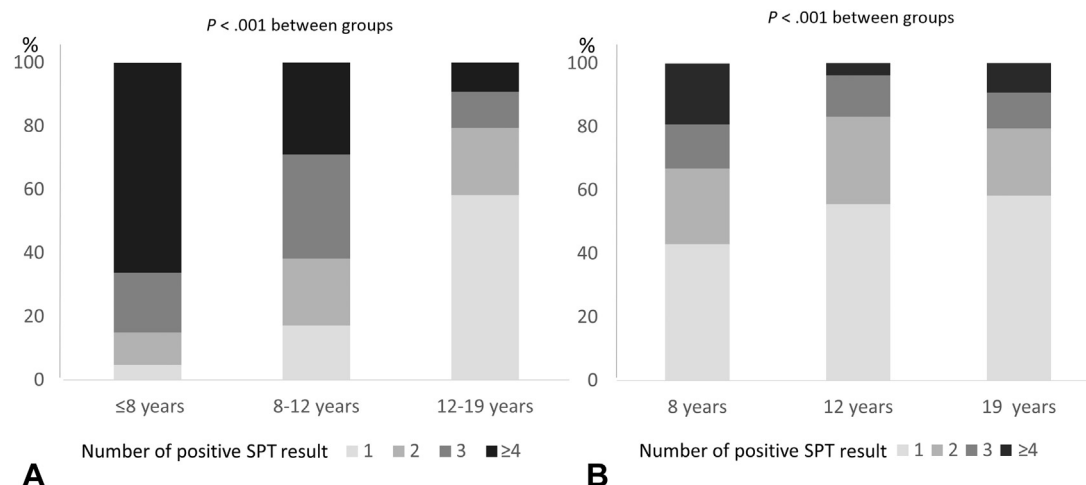 P < .001 between groups
%
100
80
60
40
20
0
≤8 years 8-12 years 12-19 years
Number of positive SPT result 1 2 3 ≥4
A
P < .001 between groups
%
100
80
60
40
20
0
8 years 12 years 19 years
Number of positive SPT result 1 2 3 ≥4
B